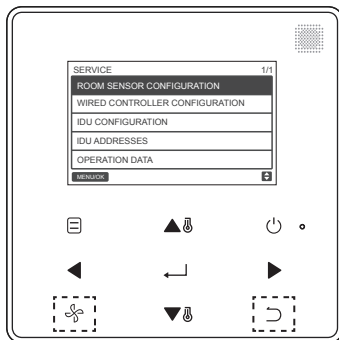 SERVICE 1/1
ROOM SENSOR CONFIGURATION
WIRED CONTROLLER CONFIGURATION
IDU CONFIGURATION
IDU ADDRESSES
OPERATION DATA
MENU/OK